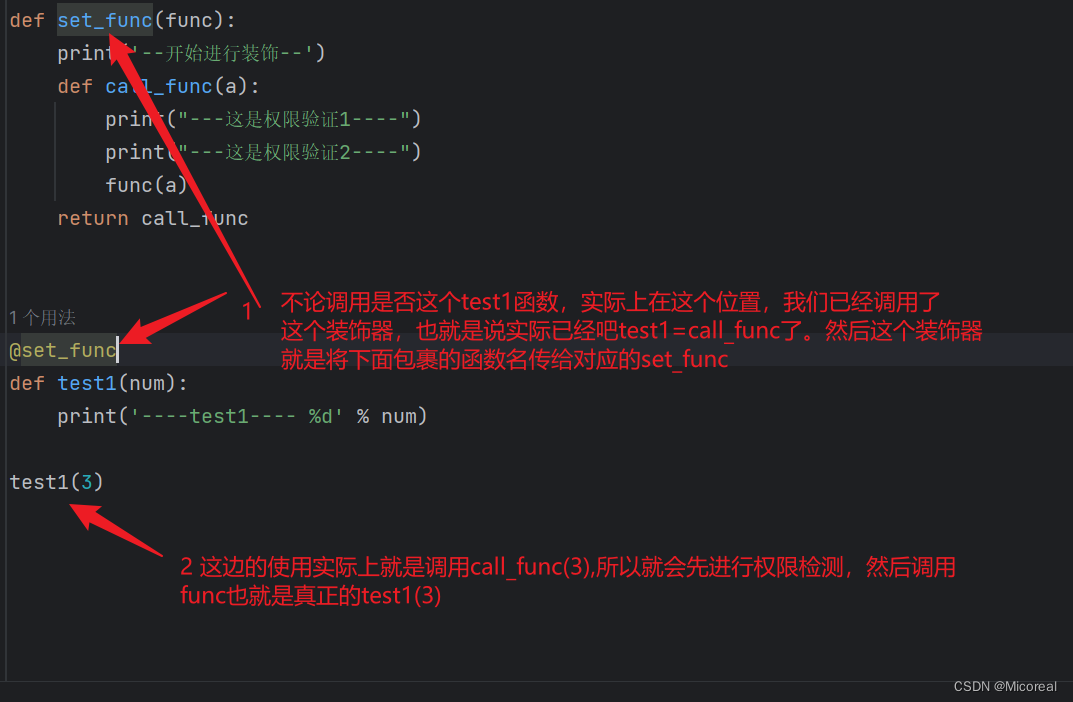 def set_func(func):
print('--开始进行装饰--')
def call_func(a):
print("---这是权限验证1----")
print("---这是权限验证2----")
func(a)
return call_func
1 不论调用是否这个test1函数，实际上在这个位置，我们已经调用了
1 个用法
这个装饰器，也就是说实际已经吧test1=call_func了。然后这个装饰器
@set_func
就是将下面包裹的函数名传给对应的set_func
def test1(num):
print('----test1---- %d' % num)
test1(3)
2 这边的使用实际上就是调用call_func(3),所以就会先进行权限检测，然后调用
func也就是真正的test1(3)
CSDN @Micoreal